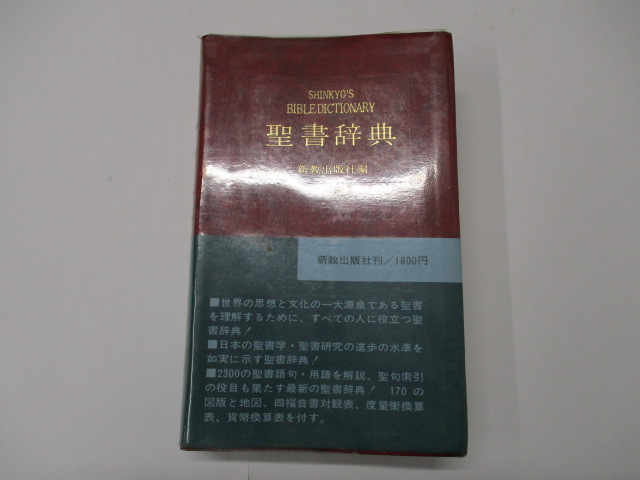 SHINKYO'S
BIBLE DICTIONARY
聖書辞典
新教出版社編
新教出版社刊/1800円
■世界の思想と文化の一大源泉である聖書
を理解するために、すべての人に役立つ聖
書辞典!
■日本の聖書学・聖書研究の進歩の水準を
如実に示す聖書辞典!
■2300の聖書語句・用語を解説、聖句索引
の役目も果たす最新の聖書辞典! 170の
図版と地図、四福音書対観表、度量衡換算
表、貨幣換算表を付す。